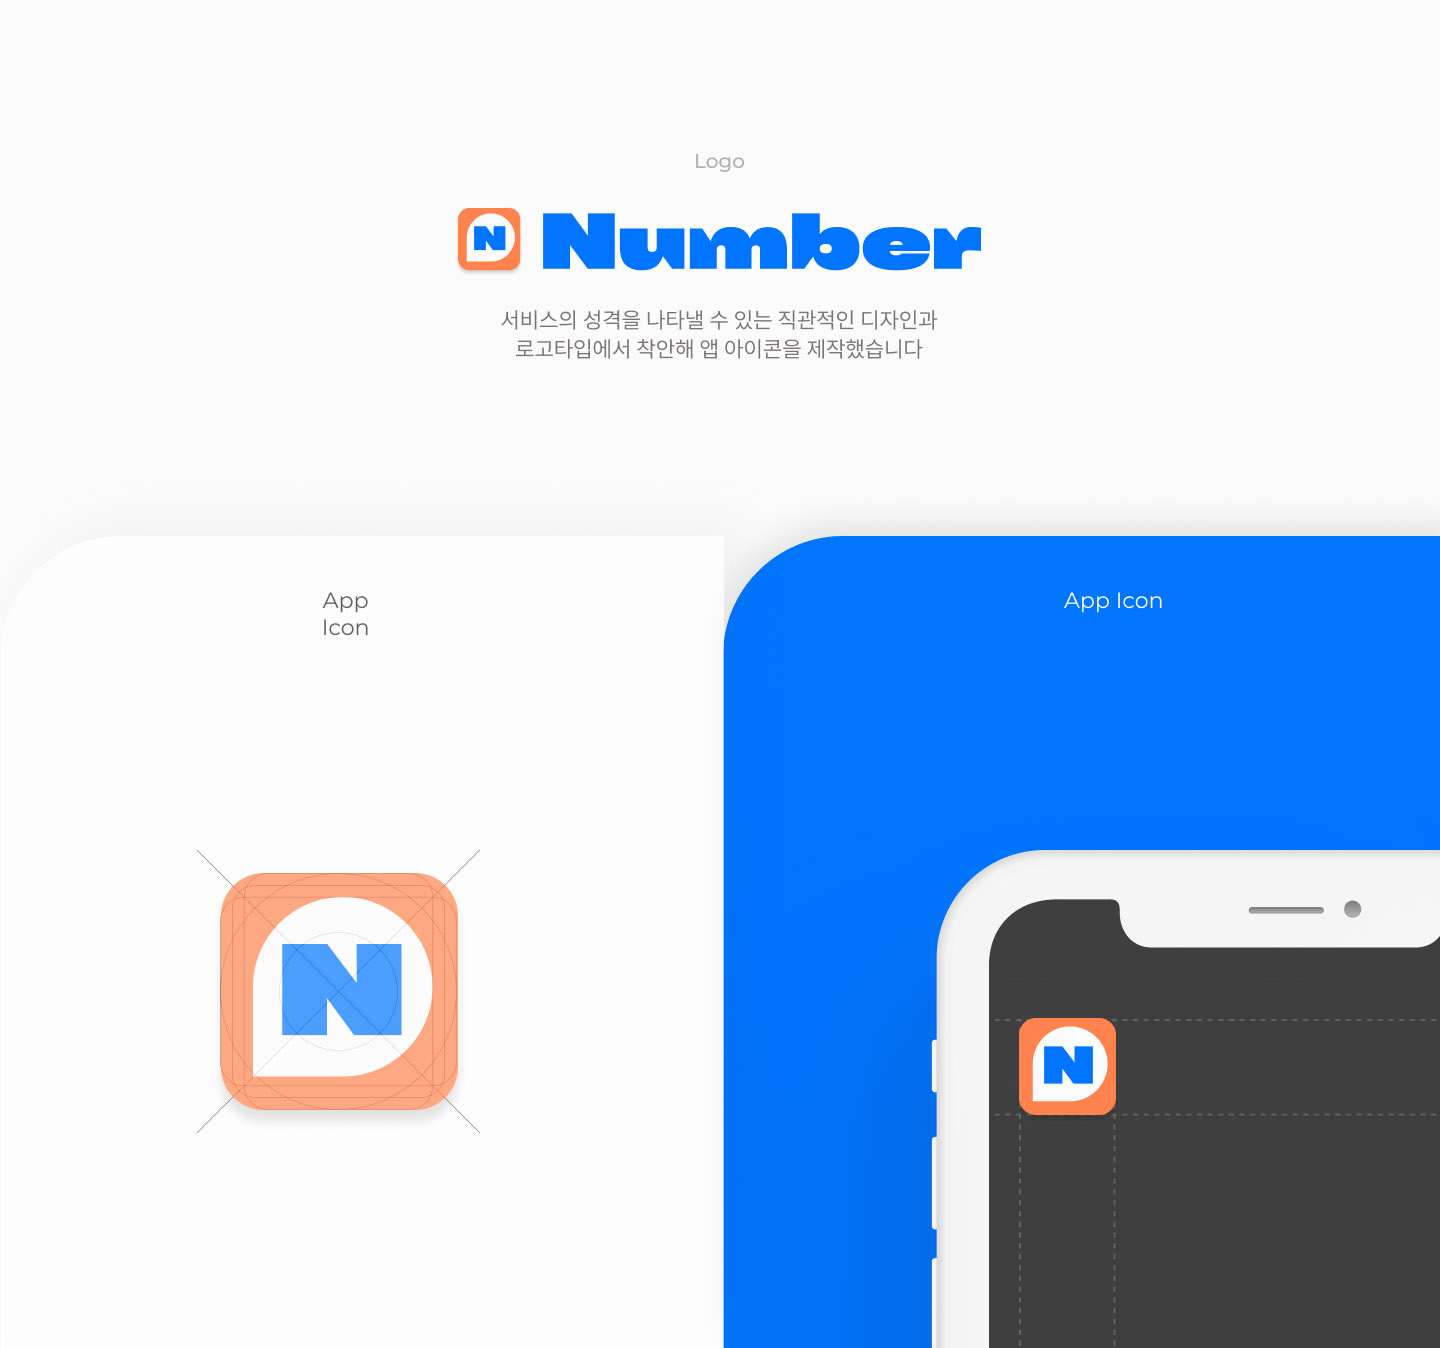 Logo
N Number
서비스의 성격을 나타낼 수 있는 직관적인 디자인과
로고타입에서 착안해 앱 아이콘을 제작했습니다
App
Icon
App Icon
N
N